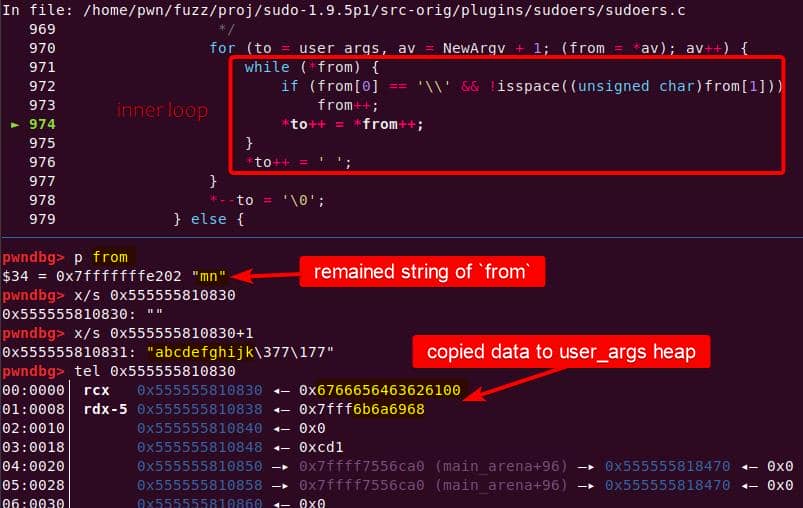 In file: /home/pwn/fuzz/proj/sudo-1.9.5p1/src-orig/plugins/sudoers/sudoers.c
969 */
970 for (to = user_args, av = NewArgv + 1; (from = *av); av++) {
971 while (*from) {
972 if (from[0] == '\\' && !isspace((unsigned char)from[1]))
973 from++;
inner loop
► 974 *to++ = *from++;
975 }
976 *to++ = ' ';
977 }
978 *--to = '\0';
979 } else {
pwndbg> p from
$34 = 0x7fffffffe202 "mn"
remained string of `from`
pwndbg> x/s 0x555555810830
0x555555810830: ""
pwndbg> x/s 0x555555810830+1
0x555555810831: "abcdefghijk\377\177"
copied data to user_args heap
pwndbg> tel 0x555555810830
00:0000│ rcx 0x555555810830 ◂— 0x6766656463626100
01:0008│ rdx-5 0x555555810838 ◂— 0x7fff6b6a6968
02:0010│ 0x555555810840 ◂— 0x0
03:0018│ 0x555555810848 ◂— 0xcd1
04:0020│ 0x555555810850 —▸ 0x7ffff7556ca0 (main_arena+96) —▸ 0x555555818470 ◂— 0x0
05:0028│ 0x555555810858 —▸ 0x7ffff7556ca0 (main_arena+96) —▸ 0x555555818470 ◂— 0x0
06:0030│ 0x555555810860 ◂— 0x0